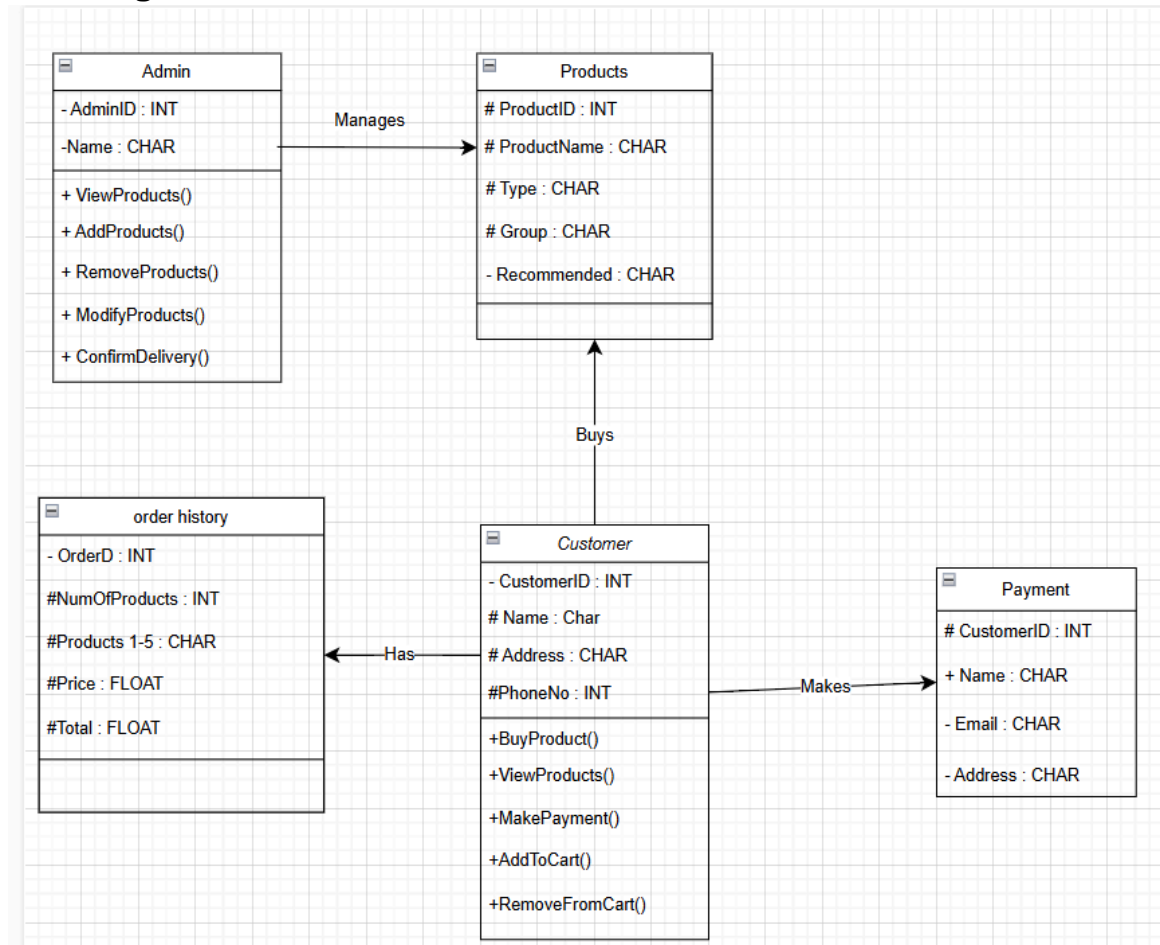 Admin
- AdminID : INT
-Name : CHAR
+ ViewProducts()
+ AddProducts()
+ RemoveProducts()
+ ModifyProducts()
+ ConfirmDelivery()
Manages
Products
# ProductID : INT
# ProductName : CHAR
# Type : CHAR
# Group : CHAR
- Recommended : CHAR
Buys
order history
- OrderD : INT
#NumOfProducts : INT
#Products 1-5 : CHAR
#Price : FLOAT
#Total : FLOAT
Has
Customer
- CustomerID : INT
# Name : Char
# Address : CHAR
#PhoneNo : INT
+BuyProduct()
+ViewProducts()
+MakePayment()
+AddToCart()
+RemoveFromCart()
Makes
Payment
# CustomerID : INT
+ Name : CHAR
- Email : CHAR
- Address : CHAR